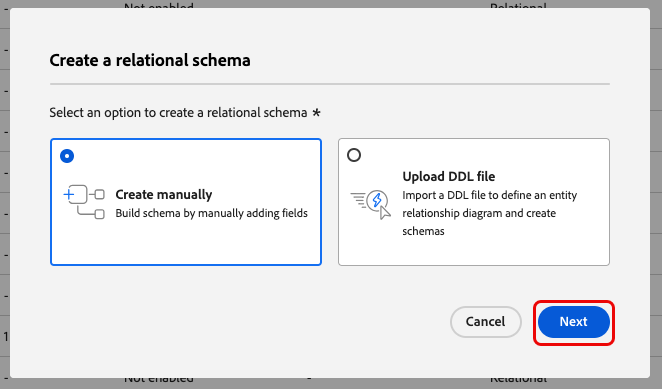 - Not enabled Relational
Create a relational schema
Select an option to create a relational schema *
Create manually
Build schema by manually adding fields
Upload DDL file
Import a DDL file to define an entity
relationship diagram and create
schemas
Cancel
Next
1
- Not enabled - Relational